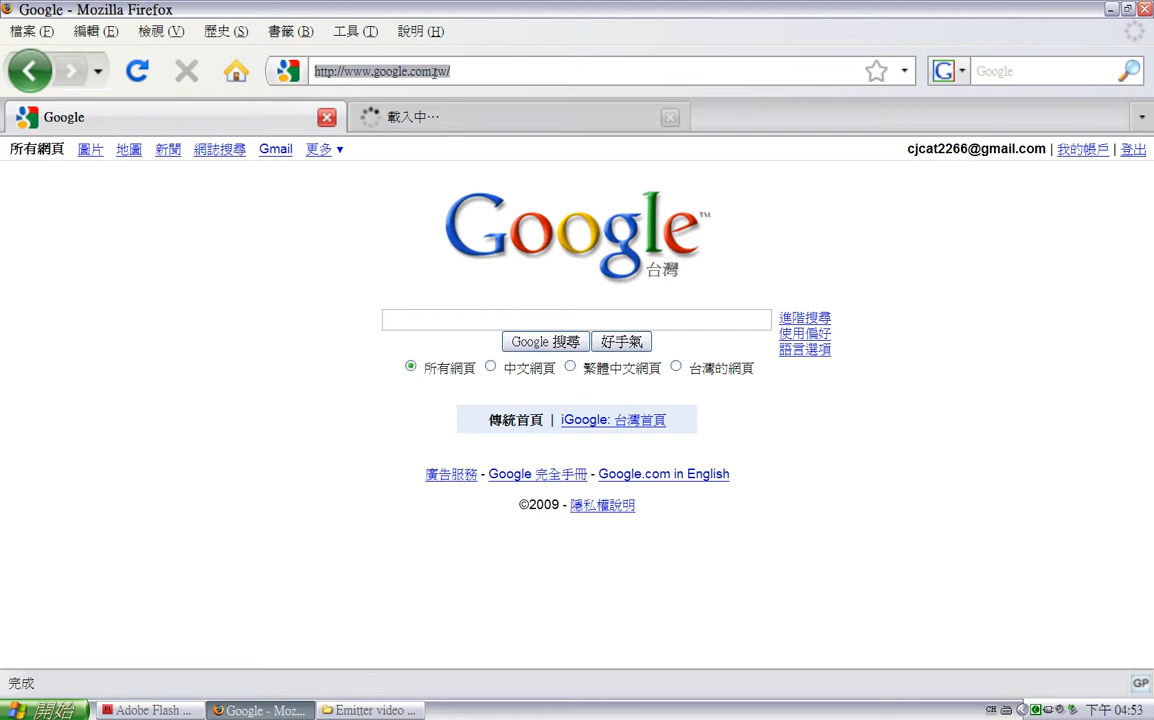 Google - Mozilla Firefox
檔案(F) 編輯(E) 檢視(V) 歷史(S) 書籤(B) 工具(T) 說明(H)
http://www.google.com.tw/
Google
Google
載入中…
所有網頁 圖片 地圖 新聞 網誌搜尋 Gmail 更多 ▼
cjcat2266@gmail.com | 我的帳戶 | 登出
Google™
台灣
進階搜尋
使用偏好
語言選項
Google 搜尋 好手氣
所有網頁 中文網頁 繁體中文網頁 台灣的網頁
傳統首頁 | iGoogle: 台灣首頁
廣告服務 - Google 完全手冊 - Google.com in English
©2009 - 隱私權說明
完成
GP
開始 Adobe Flash ... Google - Moz... Emitter video ... CH 下午 04:53